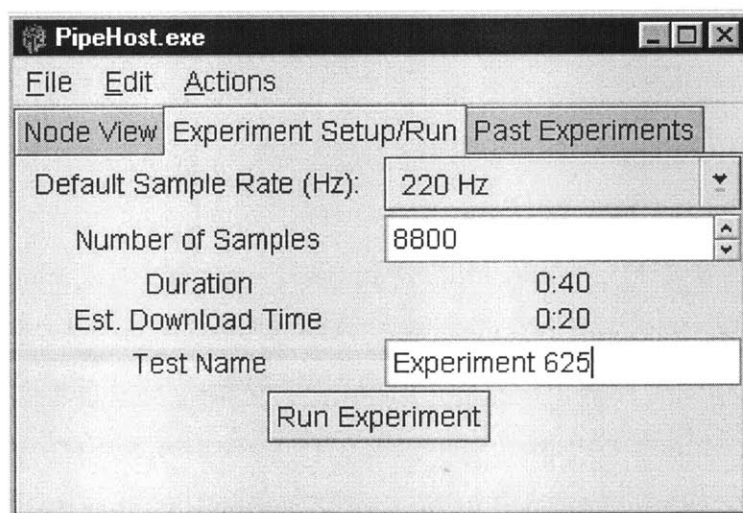 PipeHost.exe
File Edit Actions
Node View Experiment Setup/Run Past Experiments
Default Sample Rate (Hz): 220 Hz
Number of Samples 8800
Duration 0:40
Est. Download Time 0:20
Test Name Experiment 625
Run Experiment